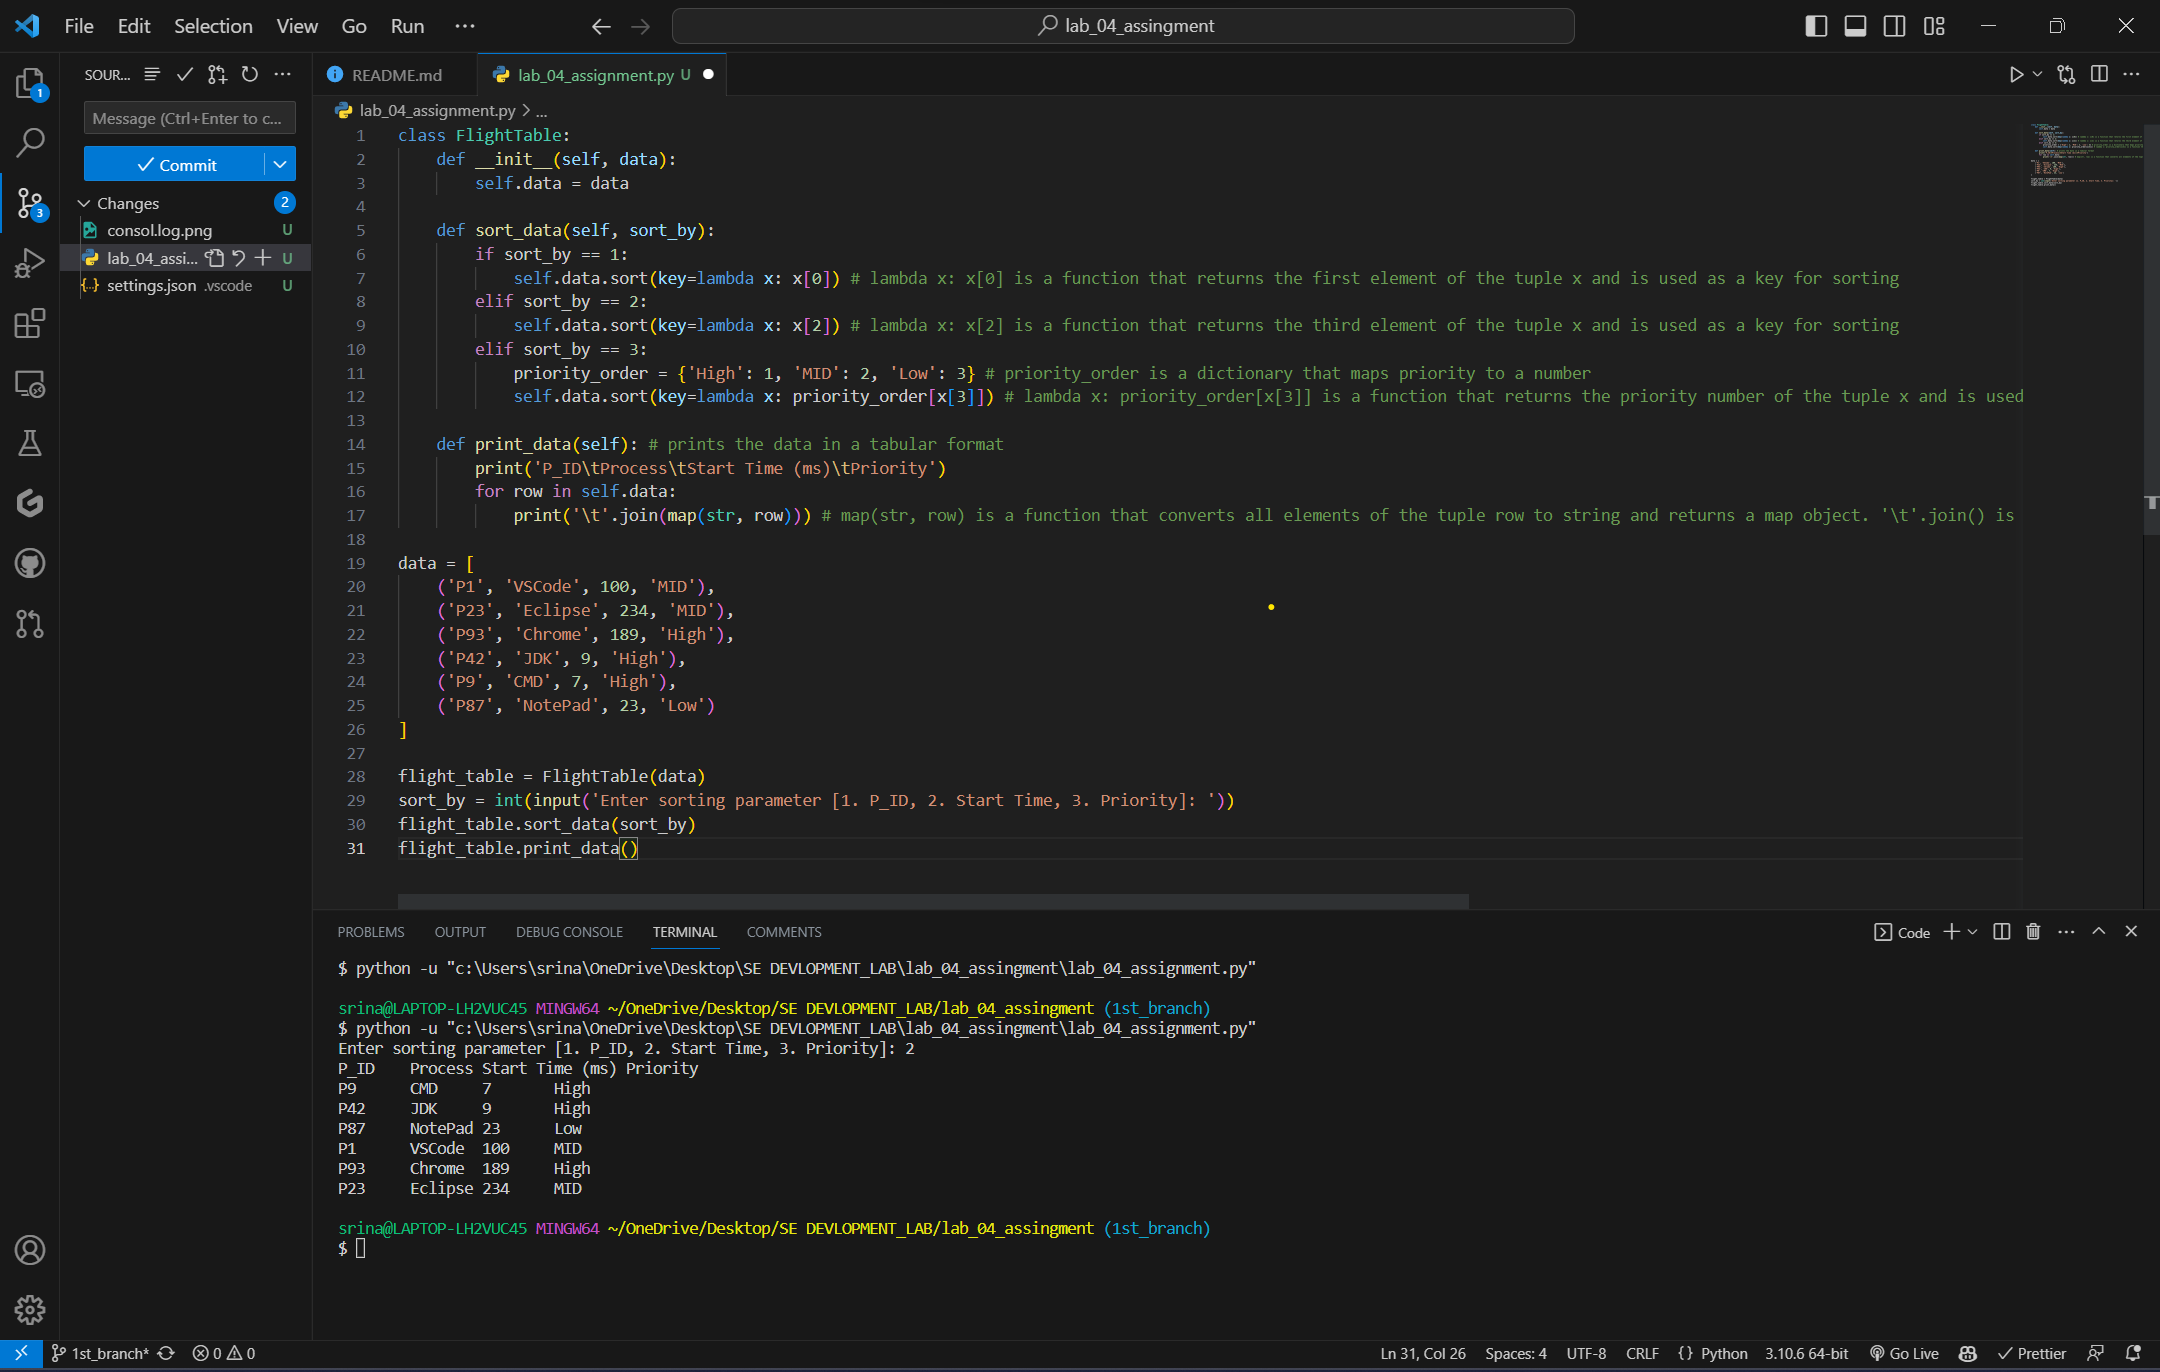 File Edit Selection View Go Run
lab_04_assingment
SOUR...
README.md
lab_04_assignment.py U
Message (Ctrl+Enter to c...
Commit
Changes 2
consol.log.png U
lab_04_assi... U
settings.json .vscode U
1
3
lab_04_assignment.py > ...
1 class FlightTable:
2 def __init__(self, data):
3 self.data = data
4
5 def sort_data(self, sort_by):
6 if sort_by == 1:
7 self.data.sort(key=lambda x: x[0]) # lambda x: x[0] is a function that returns the first element of the tuple x and is used as a key for sorting
8 elif sort_by == 2:
9 self.data.sort(key=lambda x: x[2]) # lambda x: x[2] is a function that returns the third element of the tuple x and is used as a key for sorting
10 elif sort_by == 3:
11 priority_order = {'High': 1, 'MID': 2, 'Low': 3} # priority_order is a dictionary that maps priority to a number
12 self.data.sort(key=lambda x: priority_order[x[3]]) # lambda x: priority_order[x[3]] is a function that returns the priority number of the tuple x and is used
13
14 def print_data(self): # prints the data in a tabular format
15 print('P_ID\tProcess\tStart Time (ms)\tPriority')
16 for row in self.data:
17 print('\t'.join(map(str, row))) # map(str, row) is a function that converts all elements of the tuple row to string and returns a map object. '\t'.join() is
18
19 data = [
20 ('P1', 'VSCode', 100, 'MID'),
21 ('P23', 'Eclipse', 234, 'MID'),
22 ('P93', 'Chrome', 189, 'High'),
23 ('P42', 'JDK', 9, 'High'),
24 ('P9', 'CMD', 7, 'High'),
25 ('P87', 'NotePad', 23, 'Low')
26 ]
27
28 flight_table = FlightTable(data)
29 sort_by = int(input('Enter sorting parameter [1. P_ID, 2. Start Time, 3. Priority]: '))
30 flight_table.sort_data(sort_by)
31 flight_table.print_data()
PROBLEMS OUTPUT DEBUG CONSOLE TERMINAL COMMENTS
Code
$ python -u "c:\Users\srina\OneDrive\Desktop\SE DEVLOPMENT_LAB\lab_04_assingment\lab_04_assignment.py"
srina@LAPTOP-LH2VUC45 MINGW64 ~/OneDrive/Desktop/SE DEVLOPMENT_LAB/lab_04_assingment (1st_branch)
$ python -u "c:\Users\srina\OneDrive\Desktop\SE DEVLOPMENT_LAB\lab_04_assingment\lab_04_assignment.py"
Enter sorting parameter [1. P_ID, 2. Start Time, 3. Priority]: 2
P_ID Process Start Time (ms) Priority
P9 CMD 7 High
P42 JDK 9 High
P87 NotePad 23 Low
P1 VSCode 100 MID
P93 Chrome 189 High
P23 Eclipse 234 MID
srina@LAPTOP-LH2VUC45 MINGW64 ~/OneDrive/Desktop/SE DEVLOPMENT_LAB/lab_04_assingment (1st_branch)
$
1st_branch* 0 0
Ln 31, Col 26 Spaces: 4 UTF-8 CRLF {} Python 3.10.6 64-bit Go Live Prettier